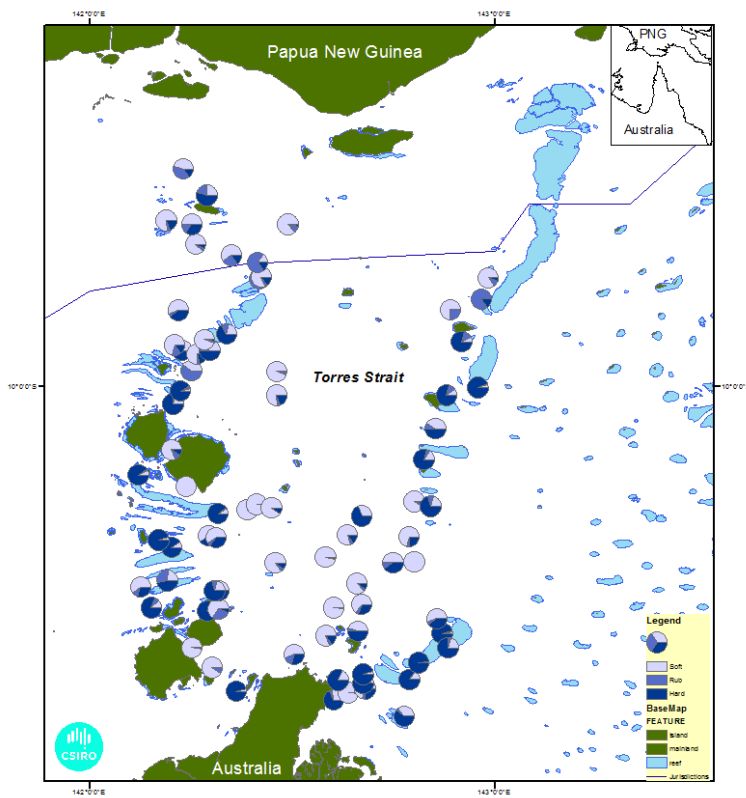 142°0'0"E
143°0'0"E
Papua New Guinea
PNG
Australia
10°0'0"S
10°0'0"S
Torres Strait
Legend
Soft
Rub
Hard
BaseMap
FEATURE
island
mainland
reef
Jurisdictions
CSIRO
Australia
142°0'0"E
143°0'0"E